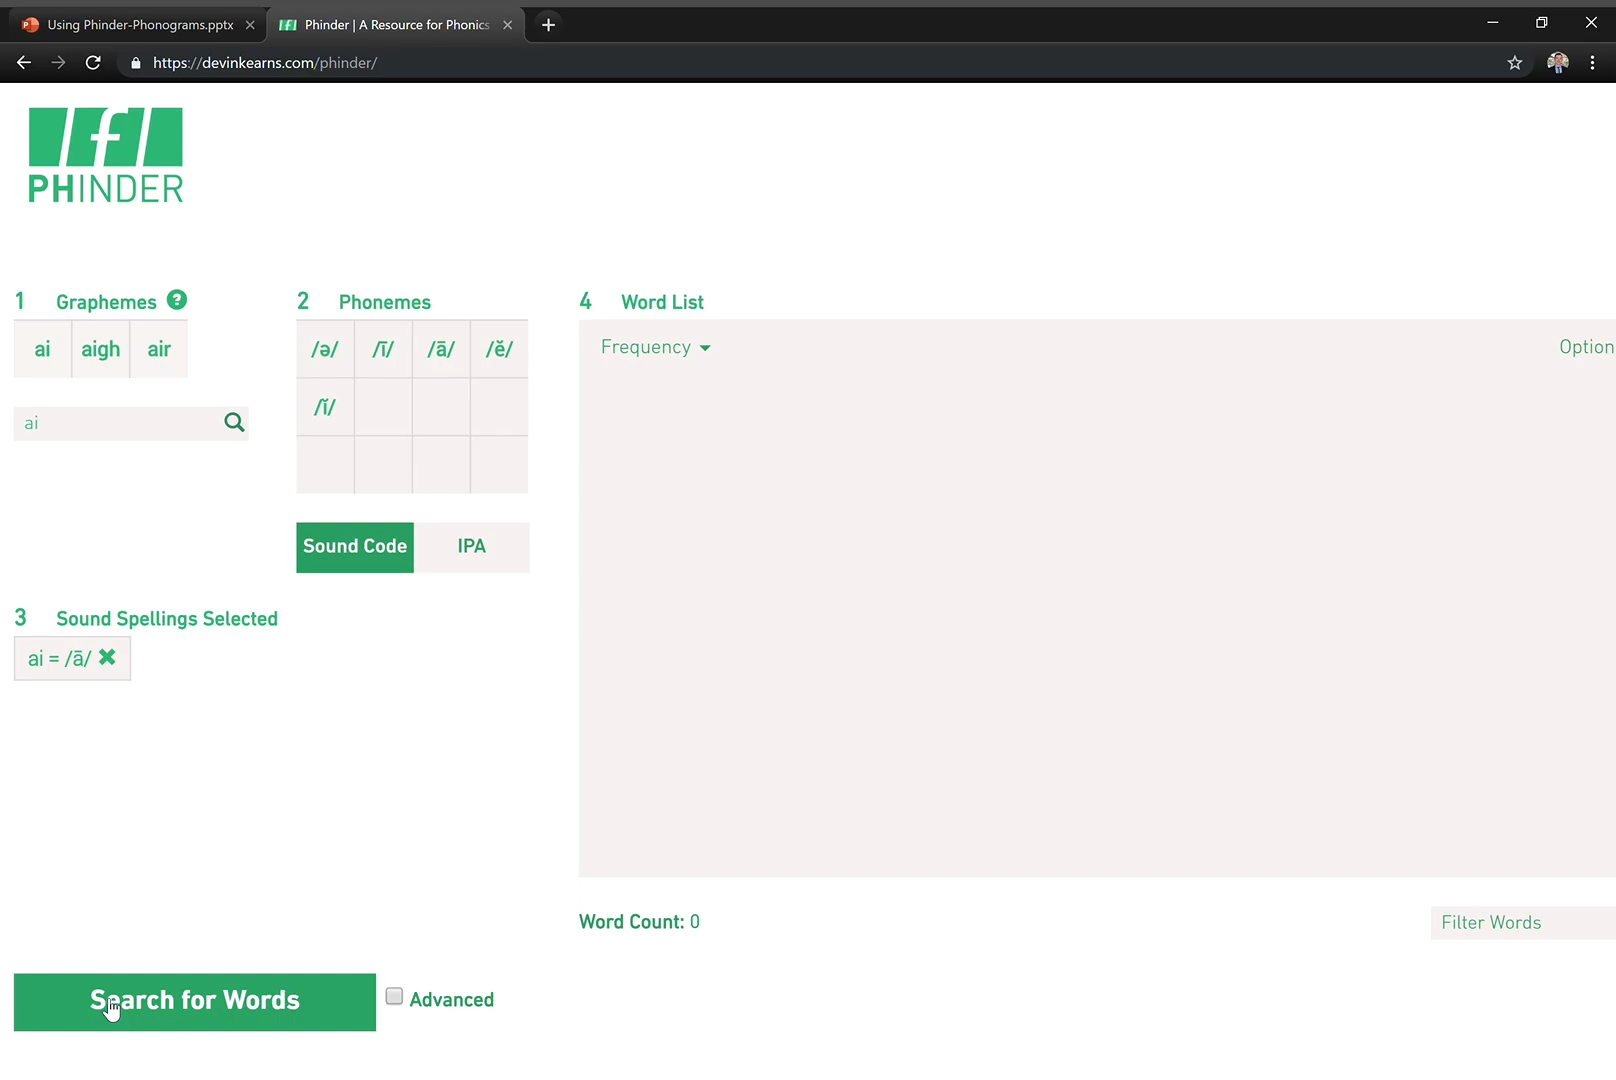 Using Phinder-Phonograms.pptx
Phinder | A Resource for Phonics
https://devinkearns.com/phinder/
/f/
PHINDER
1 Graphemes ?
ai aigh air
ai
2 Phonemes
/ə/ /ī/ /ā/ /ĕ/
/ĭ/
Sound Code IPA
3 Sound Spellings Selected
ai = /ā/ ✖
4 Word List
Frequency
Option
Word Count: 0
Filter Words
Search for Words
Advanced